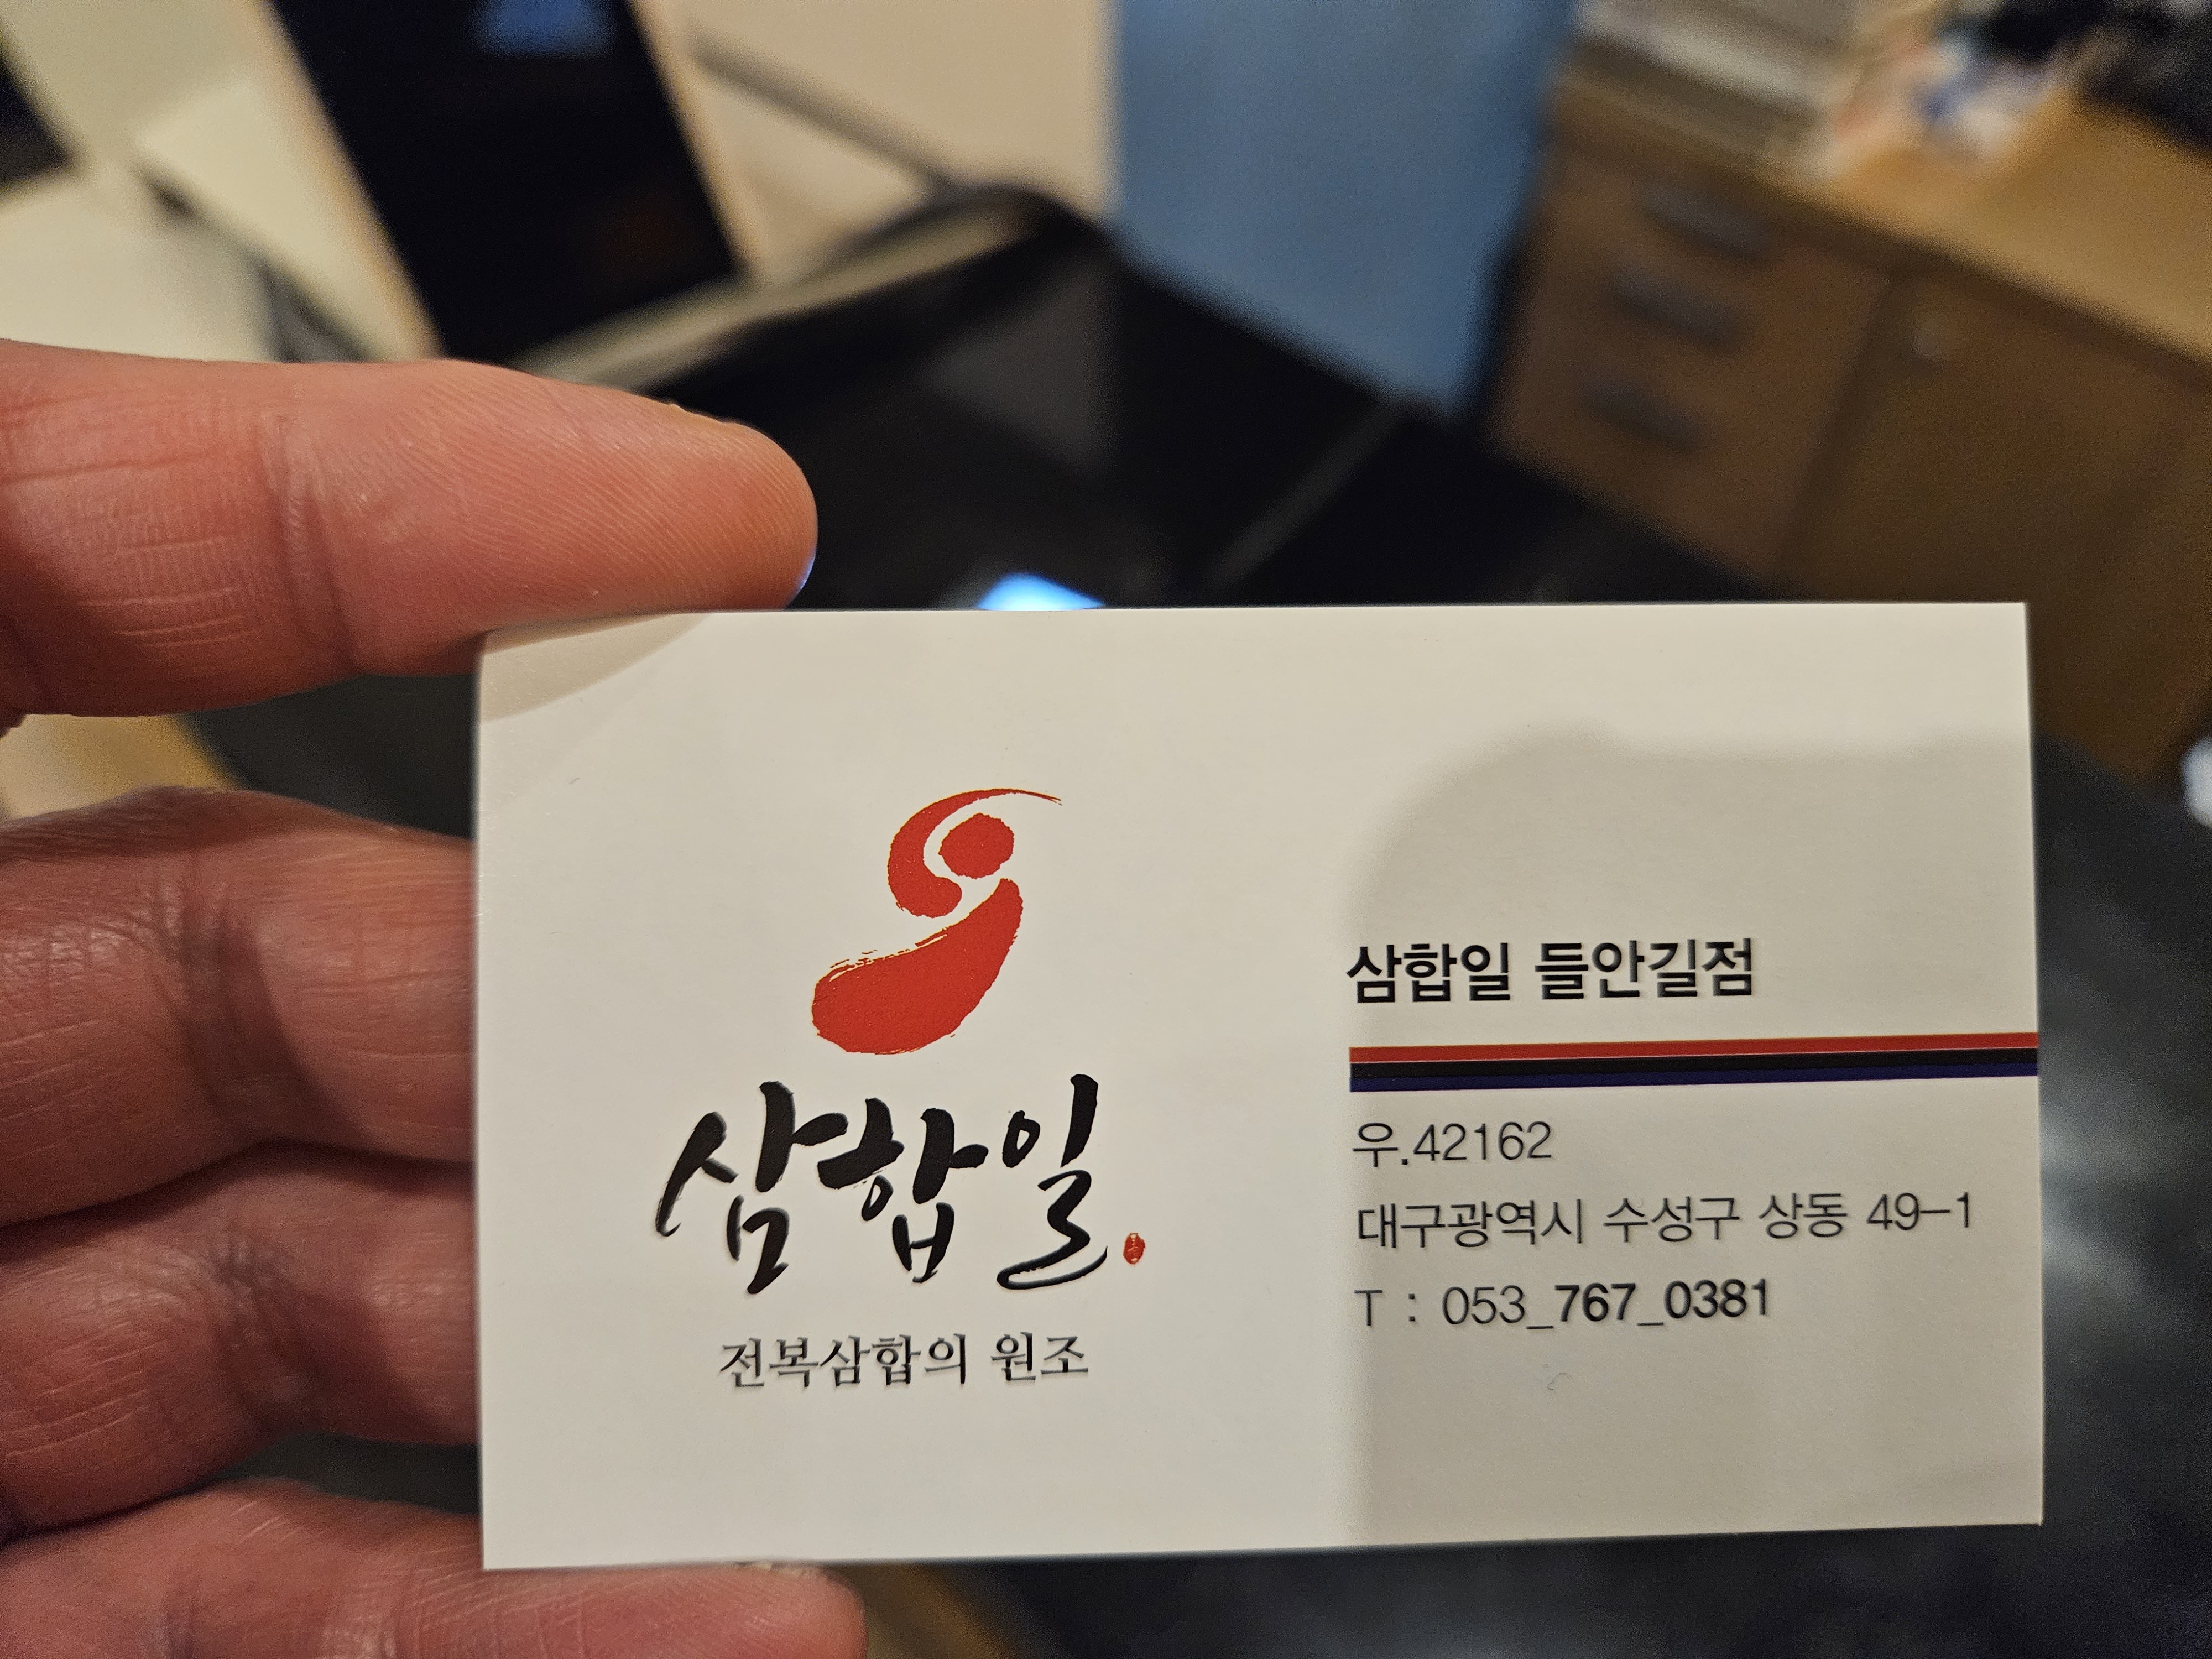 삼합일
전복삼합의 원조
삼합일 들안길점
우.42162
대구광역시 수성구 상동 49-1
T : 053_767_0381